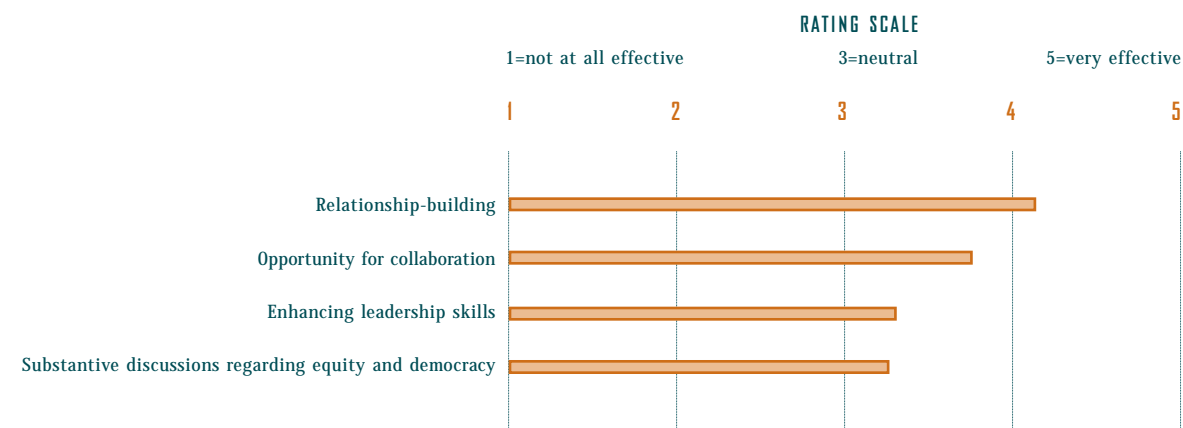 RATING SCALE
1=not at all effective 3=neutral 5=very effective
1 2 3 4 5
Relationship-building
Opportunity for collaboration
Enhancing leadership skills
Substantive discussions regarding equity and democracy